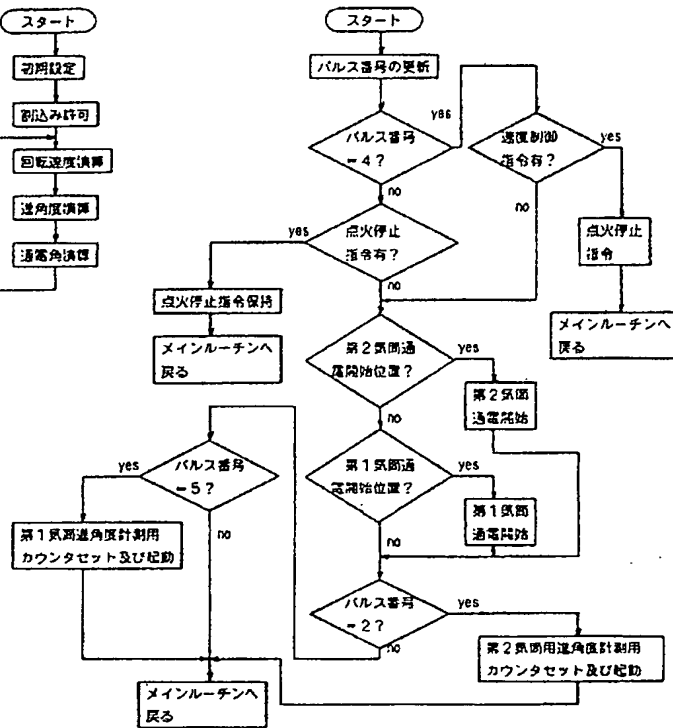 スタート
初期設定
割込み許可
回転速度演算
進角度演算
通電角演算
スタート
パルス番号の更新
パルス番号
=4?
yes
no
速度制御
指令有?
yes
no
点火停止
指令
メインルーチンへ
戻る
点火停止
指令有?
yes
no
点火停止指令保持
メインルーチンへ
戻る
第2気筒通
電開始位置?
yes
no
第2気筒
通電開始
第1気筒通
電開始位置?
yes
no
第1気筒
通電開始
パルス番号
=2?
yes
no
第2気筒用進角度計測用
カウンタセット及び起動
パルス番号
=5?
yes
no
第1気筒進角度計測用
カウンタセット及び起動
メインルーチンへ
戻る